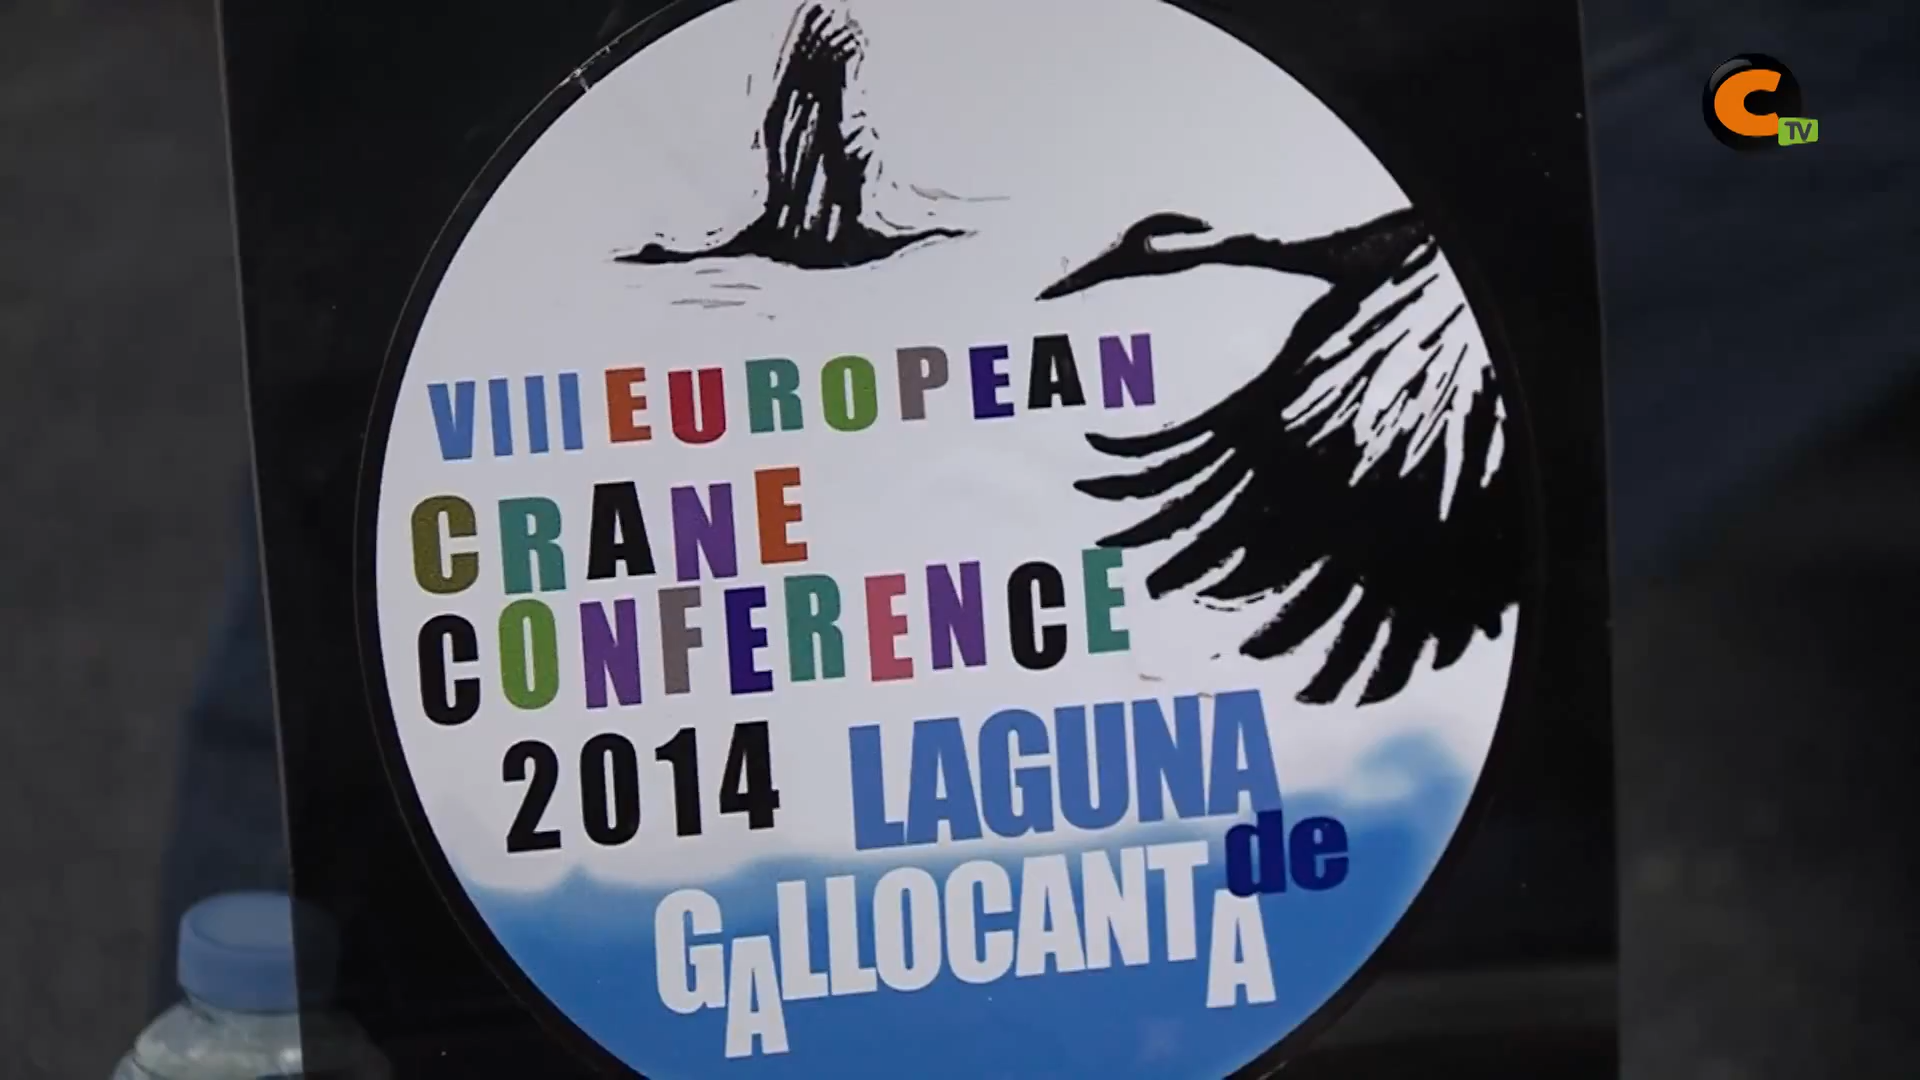 VIII EUROPEAN
CRANE
CONFERENCE
2014 LAGUNA
de
GALLOCANTA
C TV